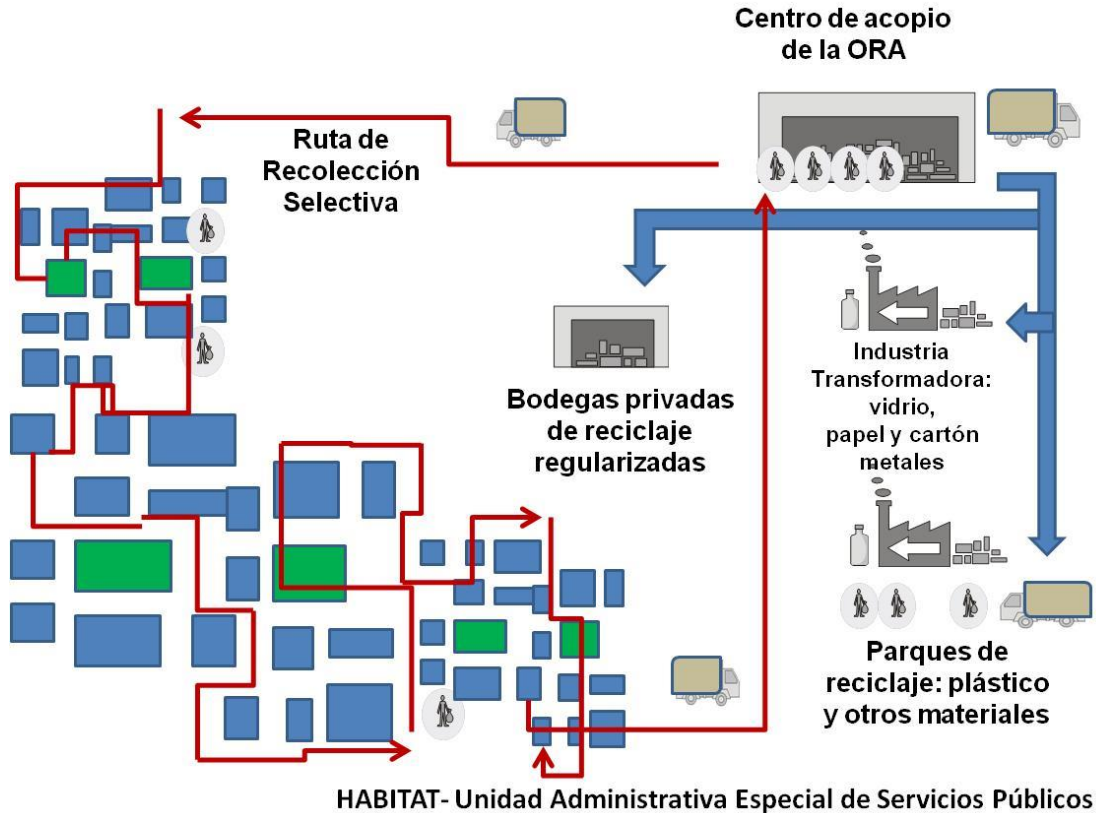 Centro de acopio
de la ORA
Ruta de
Recolección
Selectiva
Bodegas privadas
de reciclaje
regularizadas
Industria
Transformadora:
vidrio,
papel y cartón
metales
Parques de
reciclaje: plástico
y otros materiales
HABITAT- Unidad Administrativa Especial de Servicios Públicos